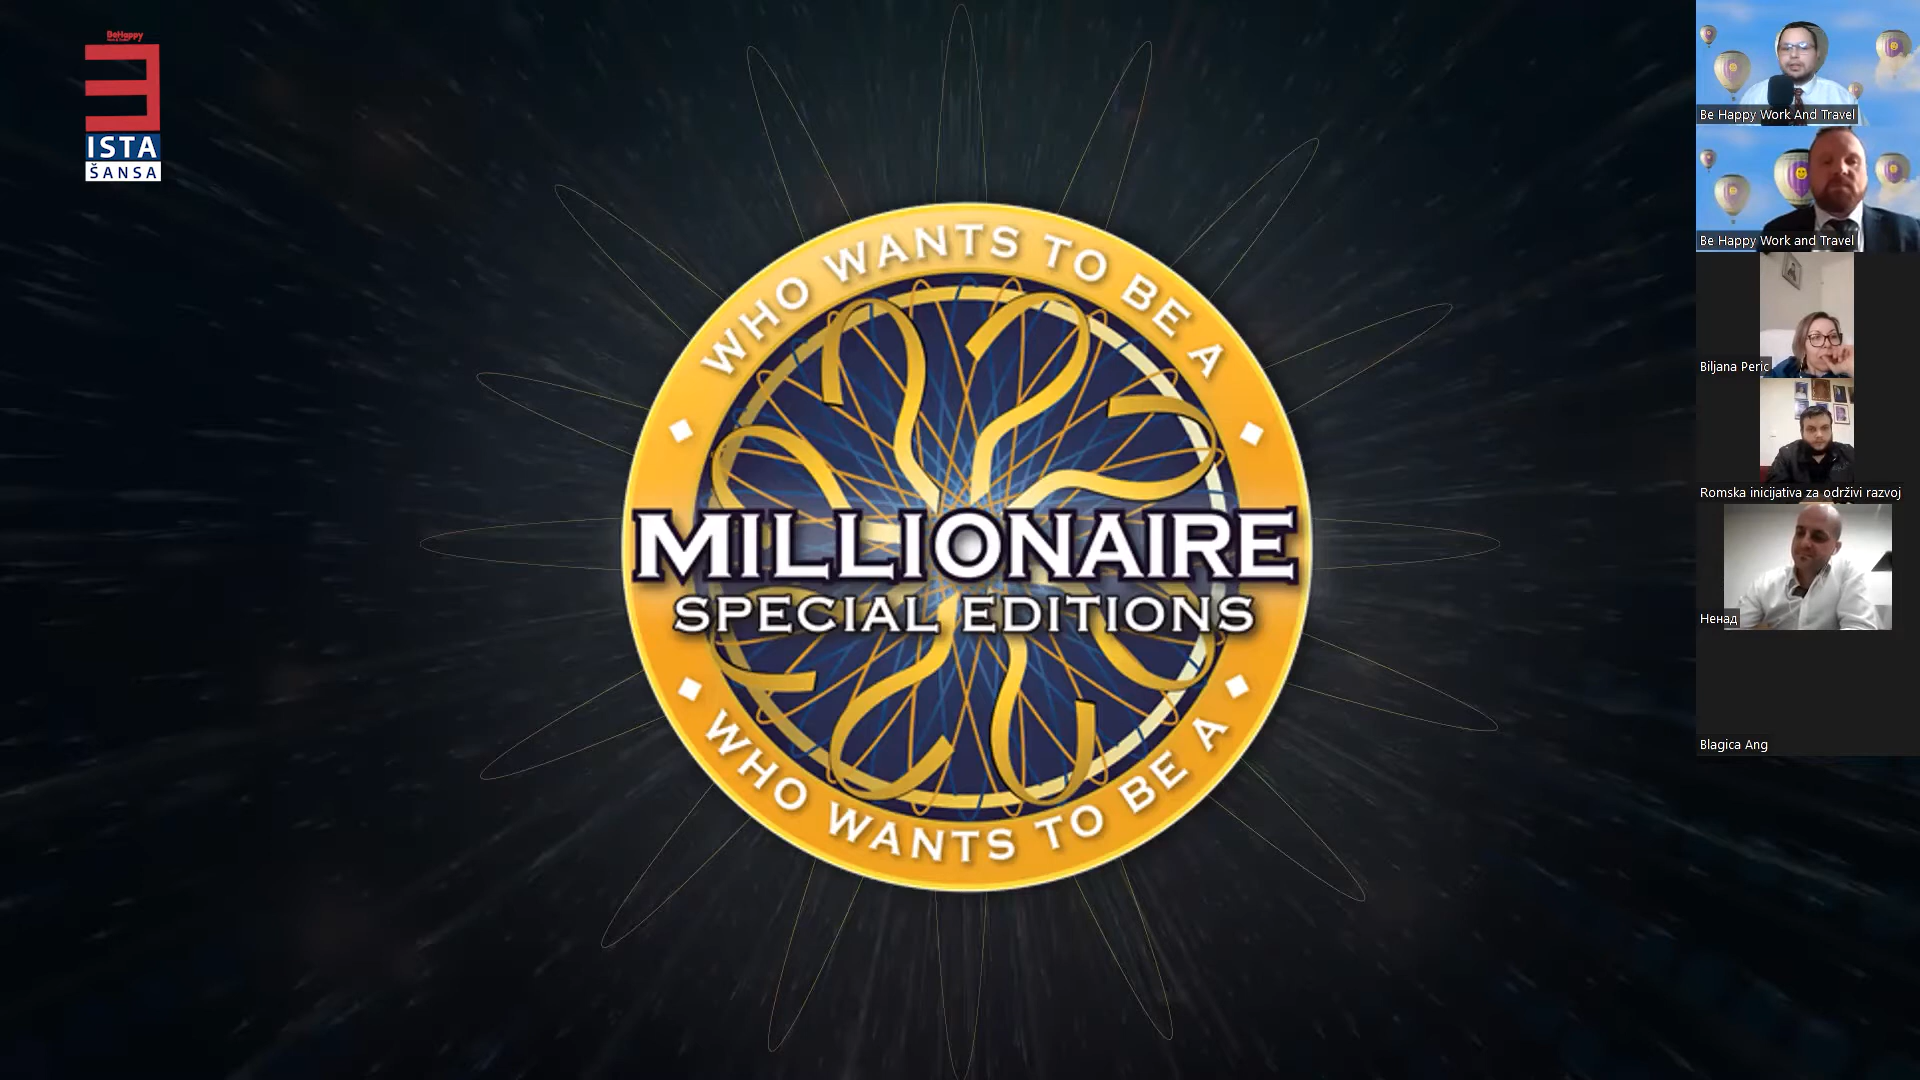 BeHappy
3
ISTA
ŠANSA
WHO WANTS TO BE A
MILLIONAIRE
SPECIAL EDITIONS
WHO WANTS TO BE A
Be Happy Work And Travel
Be Happy Work and Travel
Biljana Peric
Romska inicijativa za održivi razvoj
Ненад
Blagica Ang